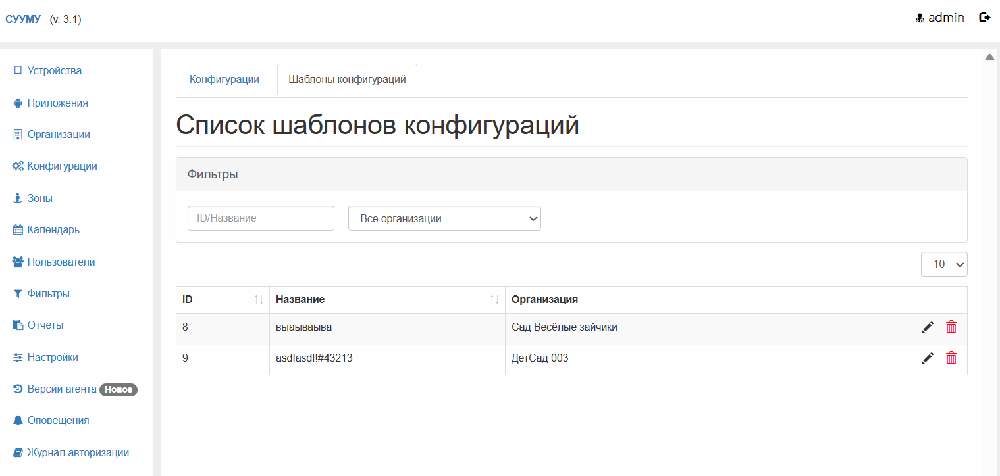 СУУМУ (v. 3.1)
admin
Устройства
Приложения
Организации
Конфигурации
Зоны
Календарь
Пользователи
Фильтры
Отчеты
Настройки
Версии агента Новое
Оповещения
Журнал авторизации
Конфигурации Шаблоны конфигураций
Список шаблонов конфигураций
Фильтры
ID/Название Все организации
10
ID Название Организация
8 выаываыва Сад Весёлые зайчики
9 asdfasdf!#43213 ДетСад 003